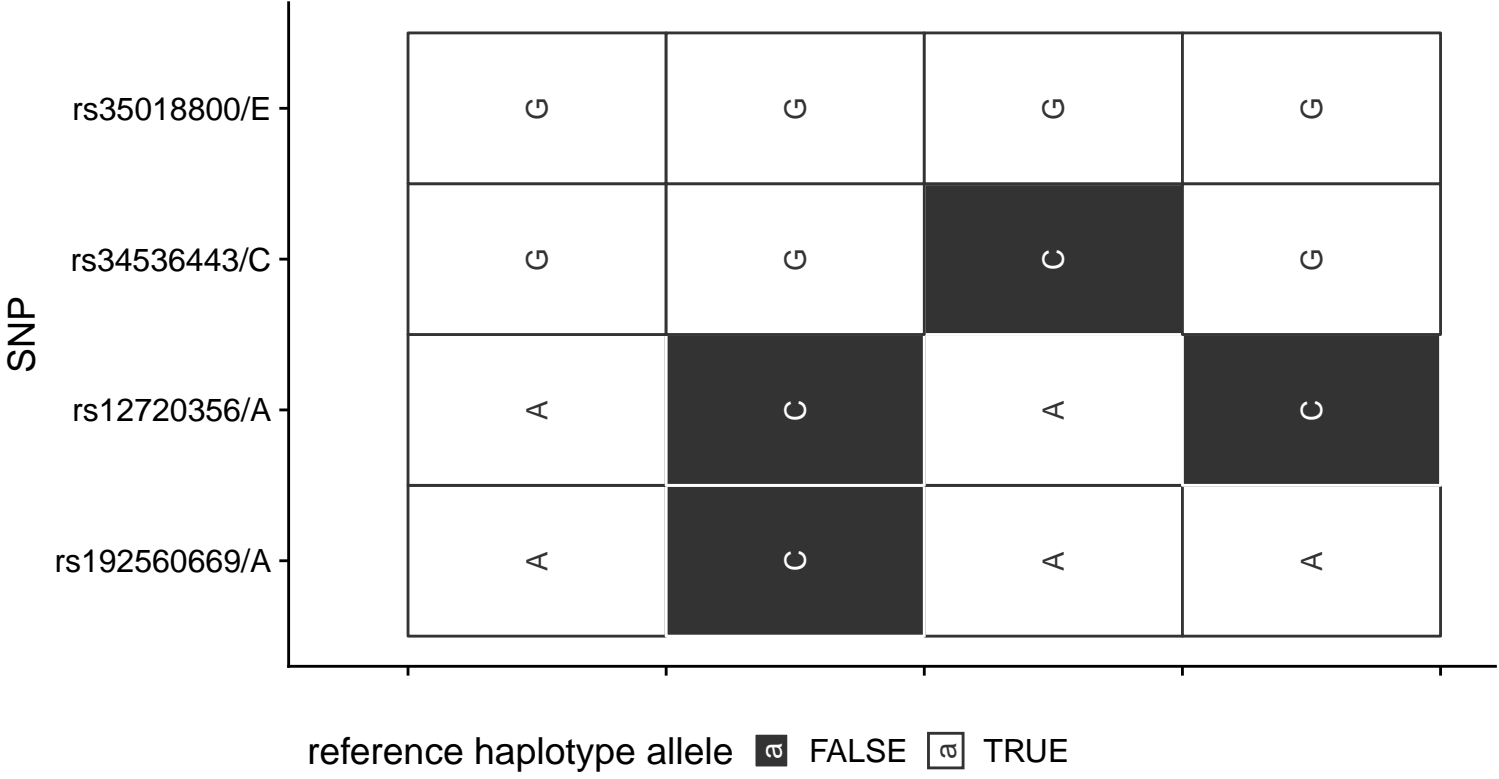 SNP
rs35018800/E G G G G
rs34536443/C G G C G
rs12720356/A A C A C
rs192560669/A A C A A
reference haplotype allele a FALSE a TRUE